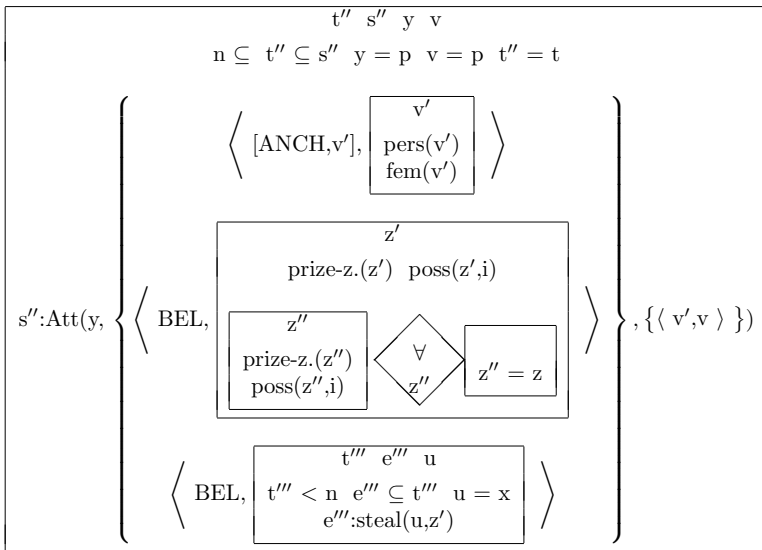 t″ s″ y v
n ⊆ t″ ⊆ s″ y = p v = p t″ = t
v′
⟨ [ANCH,v′], pers(v′) ⟩
fem(v′)
z′
prize-z.(z′) poss(z′,i)
s″:Att(y, { ⟨ BEL, ⟩ } , {⟨ v′,v ⟩ })
z″
prize-z.(z″) ∀ z″ = z
poss(z″,i) z″
t‴ e‴ u
⟨ BEL, t‴ < n e‴ ⊆ t‴ u = x ⟩
e‴:steal(u,z′)